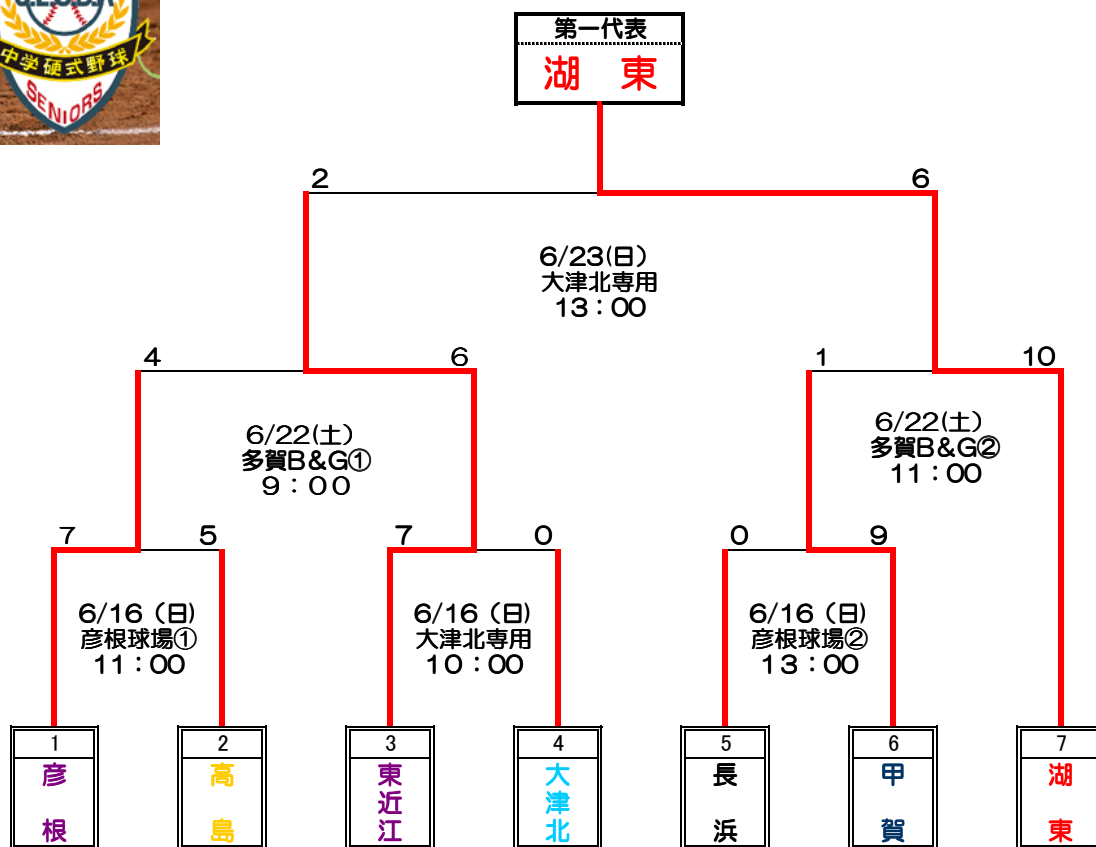 中学硬式野球
SENIORS
第一代表
湖 東
2
6
6/23(日)
大津北専用
13：00
4
6
1
10
6/22(土)
多賀B&G①
9：00
6/22(土)
多賀B&G②
11：00
7
5
7
0
0
9
6/16（日)
彦根球場①
11：00
6/16（日)
大津北専用
10：00
6/16（日)
彦根球場②
13：00
1
彦根
2
高島
3
東近江
4
大津北
5
長浜
6
甲賀
7
湖東